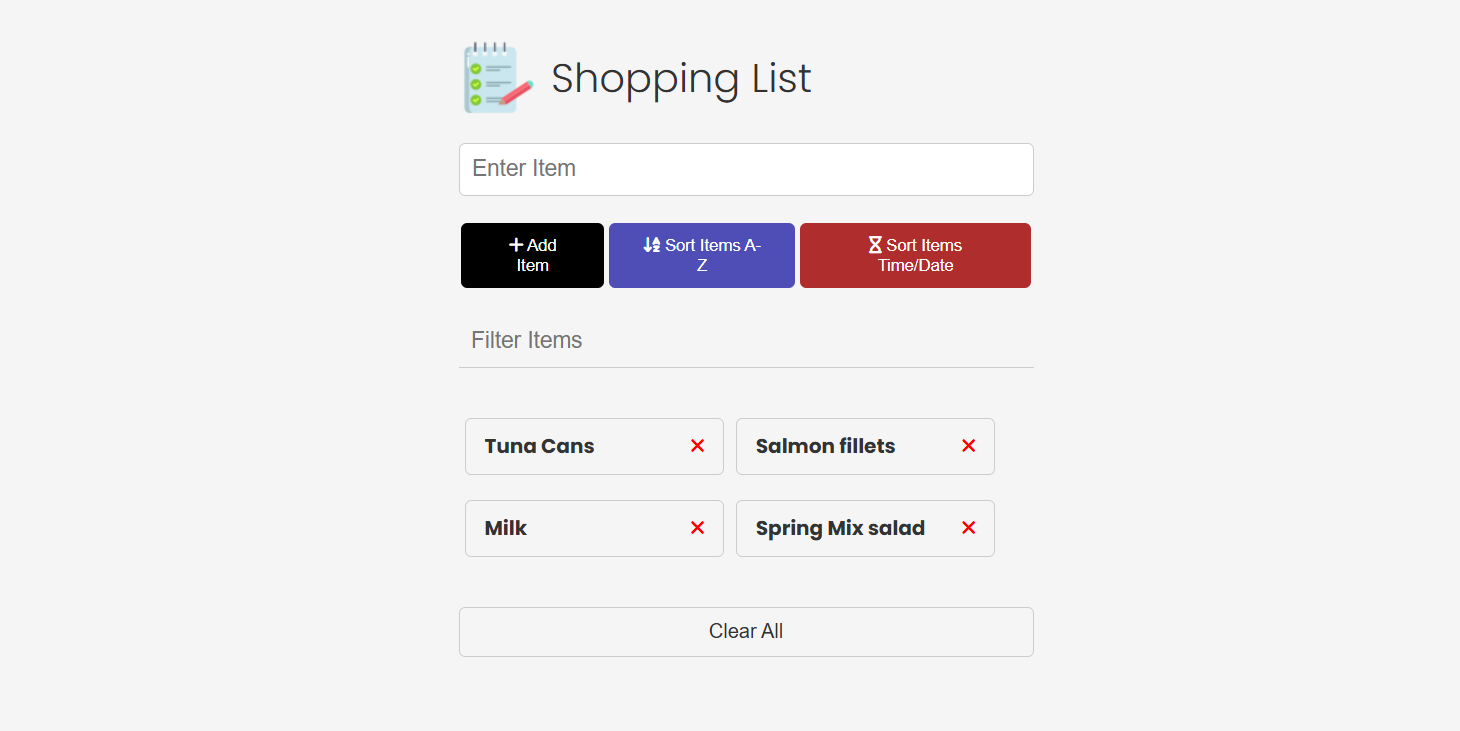 Shopping List
Enter Item
Add
Item
Sort Items A-
Z
Sort Items
Time/Date
Filter Items
Tuna Cans
Salmon fillets
Milk
Spring Mix salad
Clear All